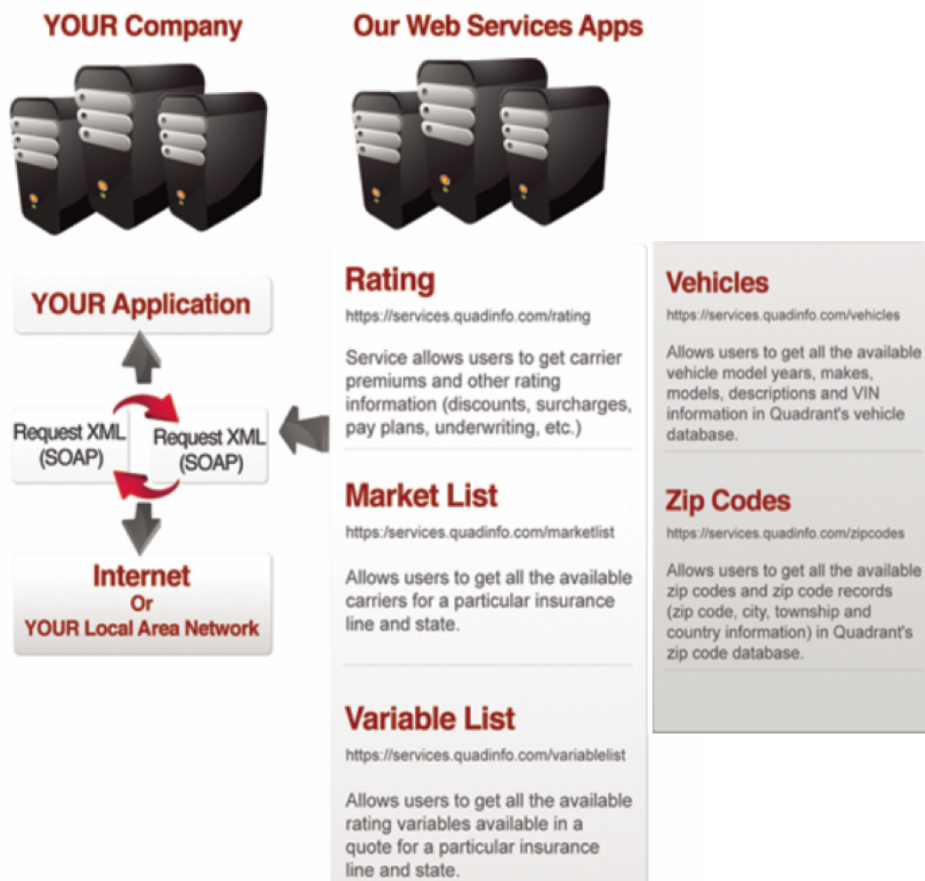 YOUR Company
Our Web Services Apps
YOUR Application
Request XML
(SOAP)
Request XML
(SOAP)
Internet
Or
YOUR Local Area Network
Rating
https://services.quadinfo.com/rating
Service allows users to get carrier
premiums and other rating
information (discounts, surcharges,
pay plans, underwriting, etc.)
Market List
https:/services.quadinfo.com/marketlist
Allows users to get all the available
carriers for a particular insurance
line and state.
Variable List
https://services.quadinfo.com/variablelist
Allows users to get all the available
rating variables available in a
quote for a particular insurance
line and state.
Vehicles
https://services.quadinfo.com/vehicles
Allows users to get all the available
vehicle model years, makes,
models, descriptions and VIN
information in Quadrant's vehicle
database.
Zip Codes
https://services.quadinfo.com/zipcodes
Allows users to get all the available
zip codes and zip code records
(zip code, city, township and
country information) in Quadrant's
zip code database.